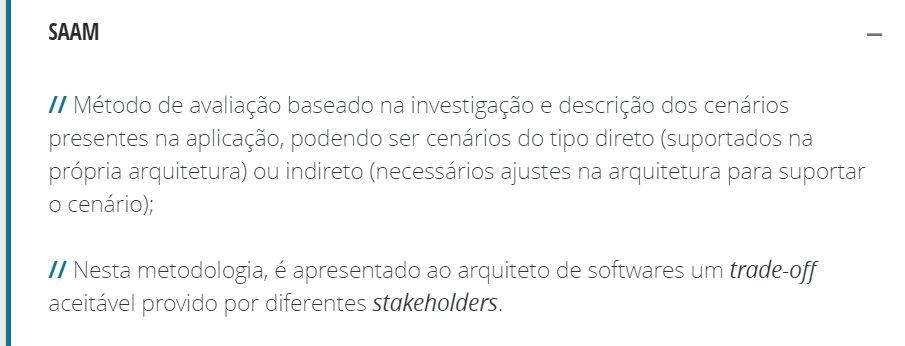 SAAM
// Método de avaliação baseado na investigação e descrição dos cenários
presentes na aplicação, podendo ser cenários do tipo direto (suportados na
própria arquitetura) ou indireto (necessários ajustes na arquitetura para suportar
o cenário);
// Nesta metodologia, é apresentado ao arquiteto de softwares um trade-off
aceitável provido por diferentes stakeholders.